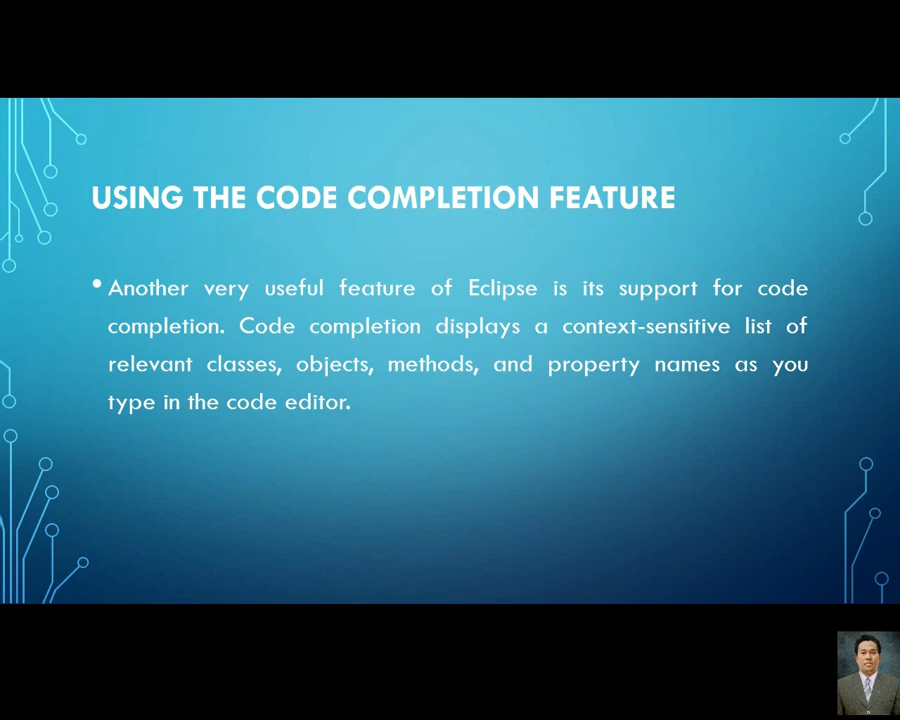 USING THE CODE COMPLETION FEATURE
• Another very useful feature of Eclipse is its support for code
completion. Code completion displays a context-sensitive list of
relevant classes, objects, methods, and property names as you
type in the code editor.